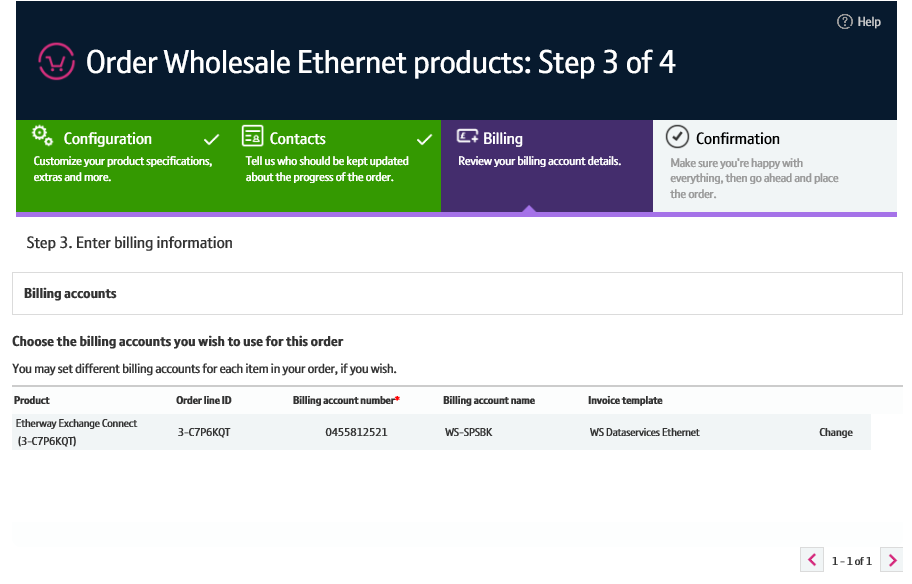 Help
Order Wholesale Ethernet products: Step 3 of 4
Configuration
Customize your product specifications,
extras and more.
Contacts
Tell us who should be kept updated
about the progress of the order.
Billing
Review your billing account details.
Confirmation
Make sure you're happy with
everything, then go ahead and place
the order.
Step 3. Enter billing information
Billing accounts
Choose the billing accounts you wish to use for this order
You may set different billing accounts for each item in your order, if you wish.
Product Order line ID Billing account number* Billing account name Invoice template
Etherway Exchange Connect
(3-C7P6KQT) 3-C7P6KQT 0455812521 WS-SPSBK WS Dataservices Ethernet Change
1 - 1 of 1